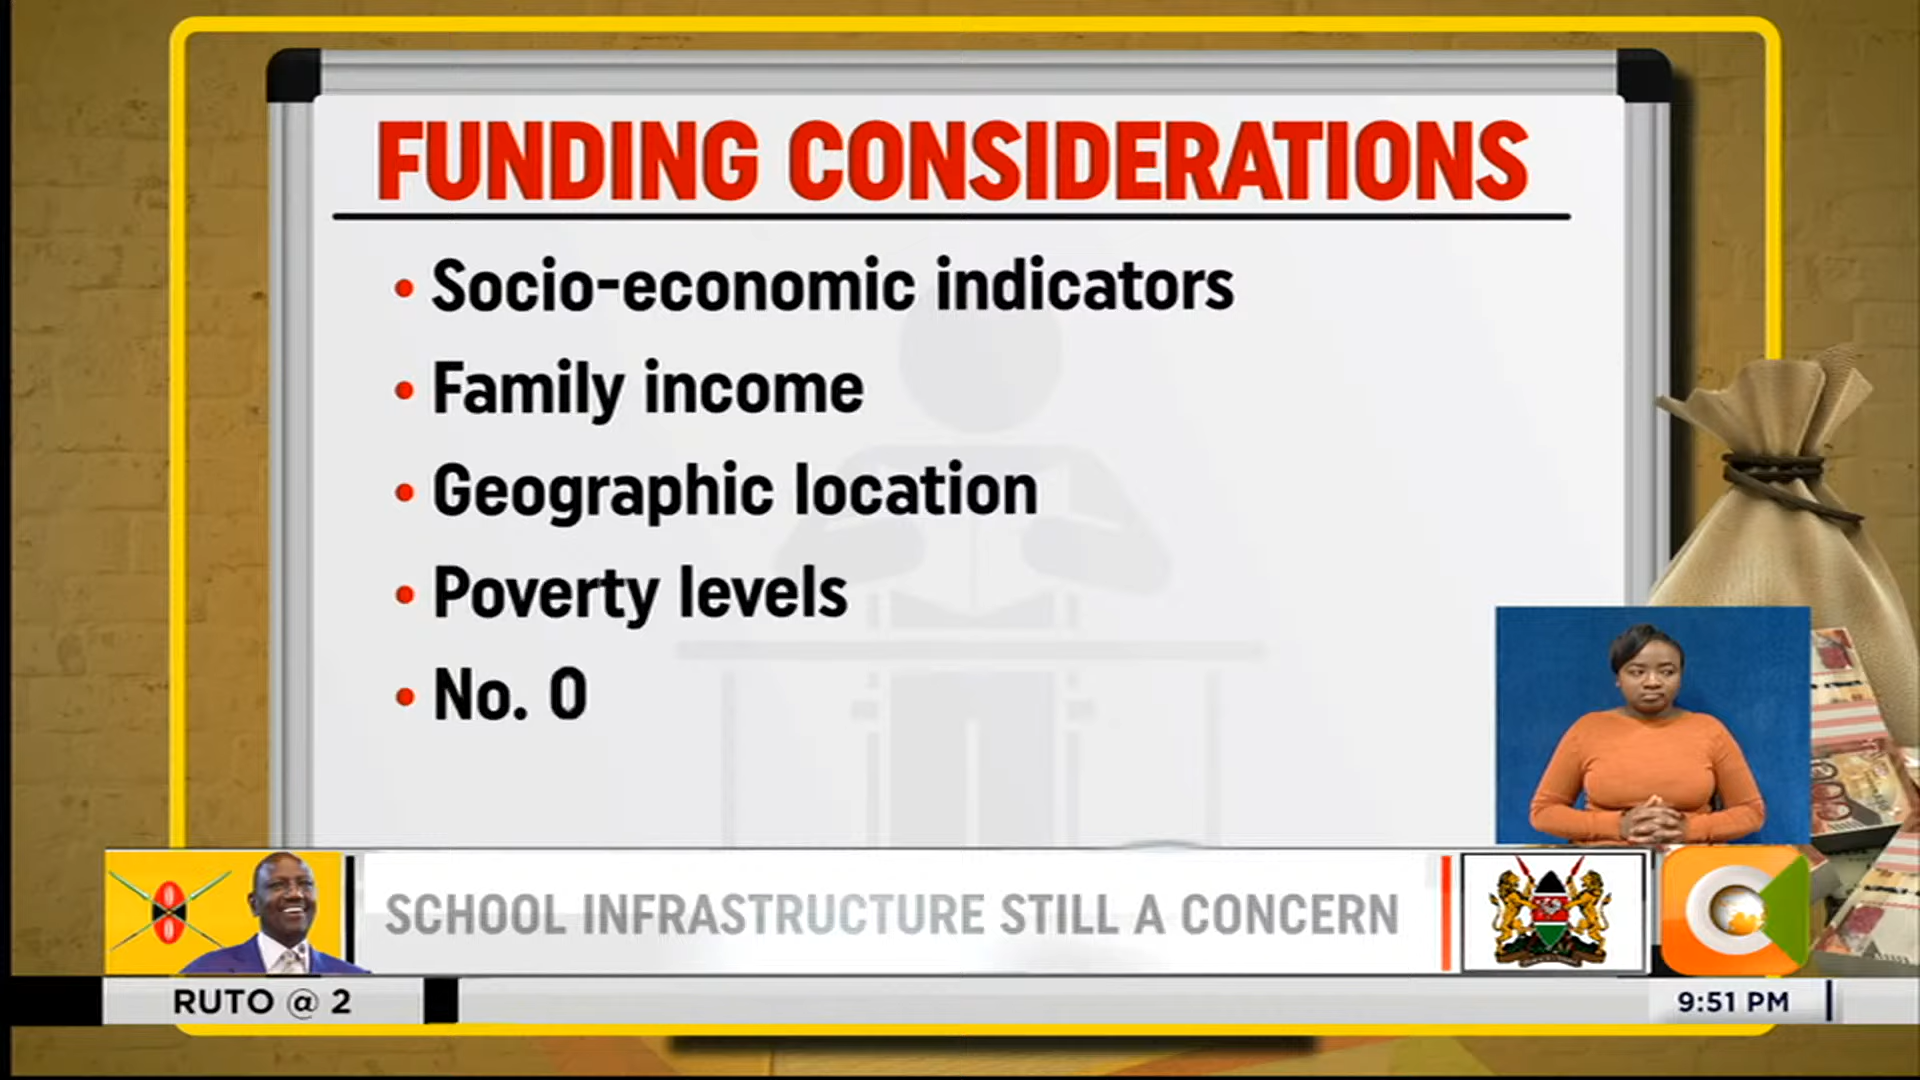 FUNDING CONSIDERATIONS
• Socio-economic indicators
• Family income
• Geographic location
• Poverty levels
• No. 0
SCHOOL INFRASTRUCTURE STILL A CONCERN
RUTO @ 2
9:51 PM